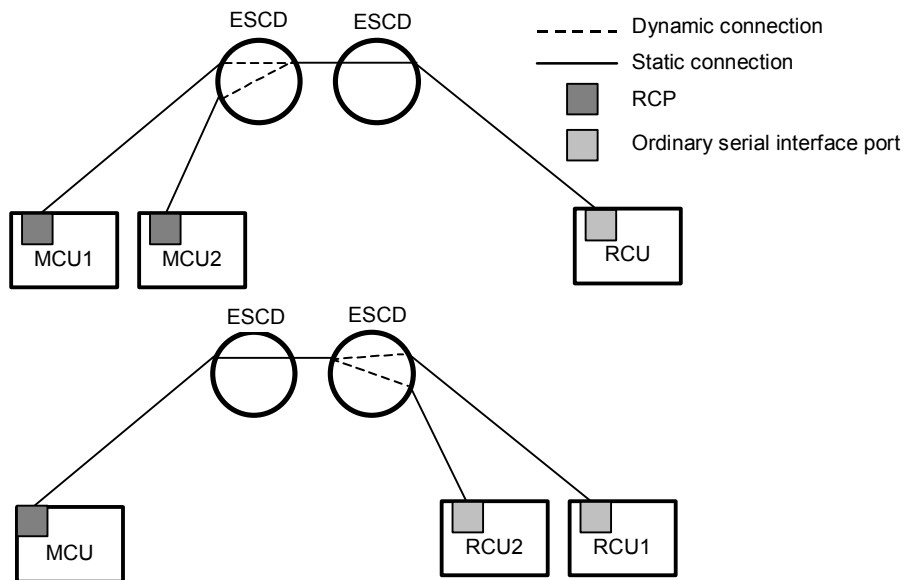 ESCD ESCD
Dynamic connection
Static connection
RCP
Ordinary serial interface port
MCU1 MCU2 RCU
ESCD ESCD
MCU RCU2 RCU1